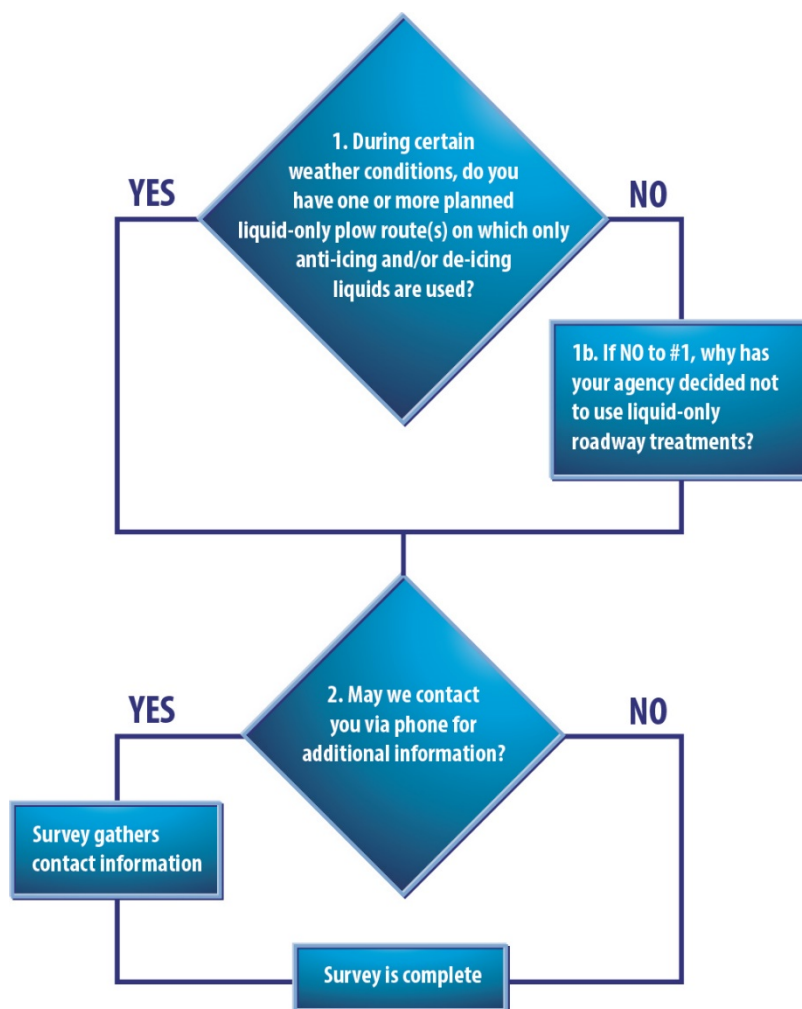 1. During certain
weather conditions, do you
have one or more planned
liquid-only plow route(s) on which only
anti-icing and/or de-icing
liquids are used?
YES
NO
1b. If NO to #1, why has
your agency decided not
to use liquid-only
roadway treatments?
2. May we contact
you via phone for
additional information?
YES
NO
Survey gathers
contact information
Survey is complete